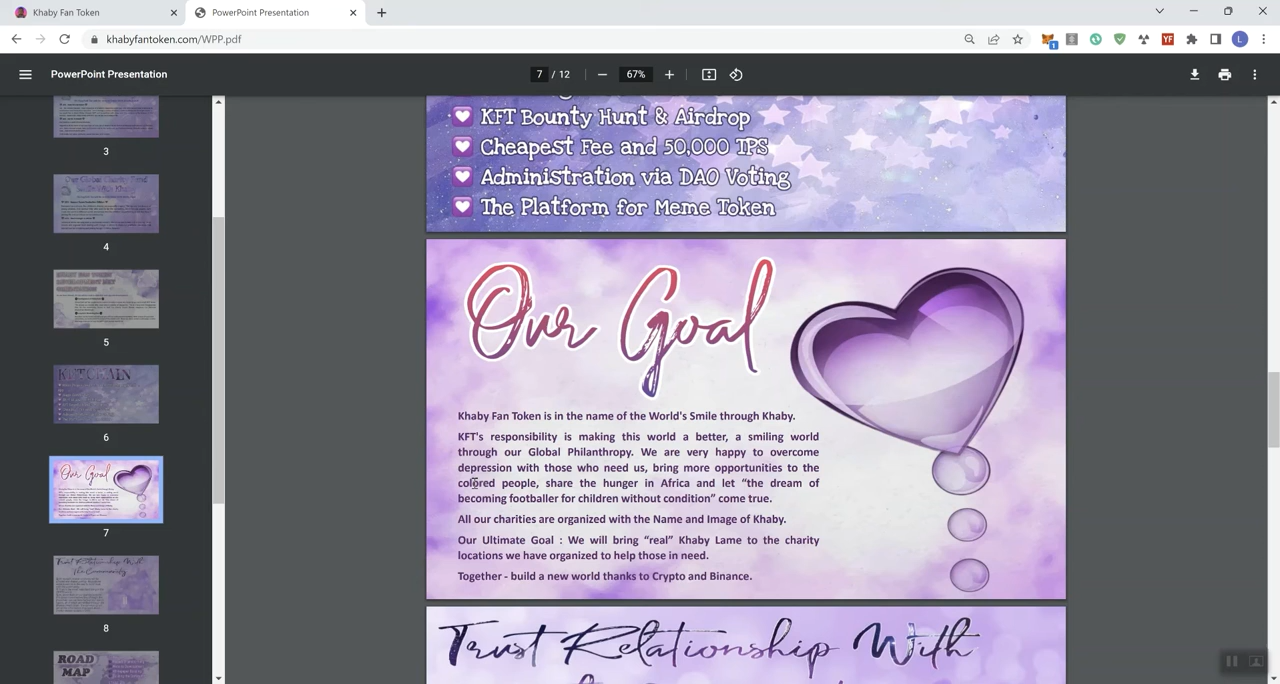 Khaby Fan Token
PowerPoint Presentation
khabyfantoken.com/WPP.pdf
1
YF
L
PowerPoint Presentation
7 / 12
67%
3
4
5
6
7
8
KFT Bounty Hunt & Airdrop
Cheapest Fee and 50,000 TPS
Administration via DAO Voting
The Platform for Meme Token
Our Goal
Khaby Fan Token is in the name of the World's Smile through Khaby.
KFT's responsibility is making this world a better, a smiling world
through our Global Philanthropy. We are very happy to overcome
depression with those who need us, bring more opportunities to the
colored people, share the hunger in Africa and let “the dream of
becoming footballer for children without condition” come true.
All our charities are organized with the Name and Image of Khaby.
Our Ultimate Goal : We will bring “real” Khaby Lame to the charity
locations we have organized to help those in need.
Together - build a new world thanks to Crypto and Binance.
Trust Relationship With